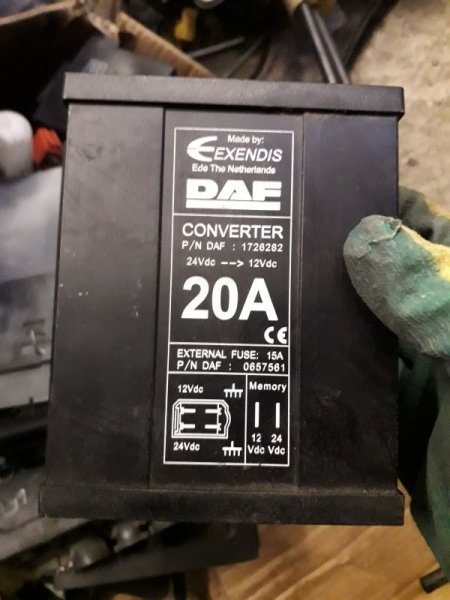 Made by:
EXENDIS
Ede The Netherlands
DAF
CONVERTER
P/N DAF : 1726262
24Vdc --> 12Vdc
20A
CE
EXTERNAL FUSE: 15A
P/N DAF : 0657561
12Vdc
Memory
24Vdc
12 24
Vdc Vdc